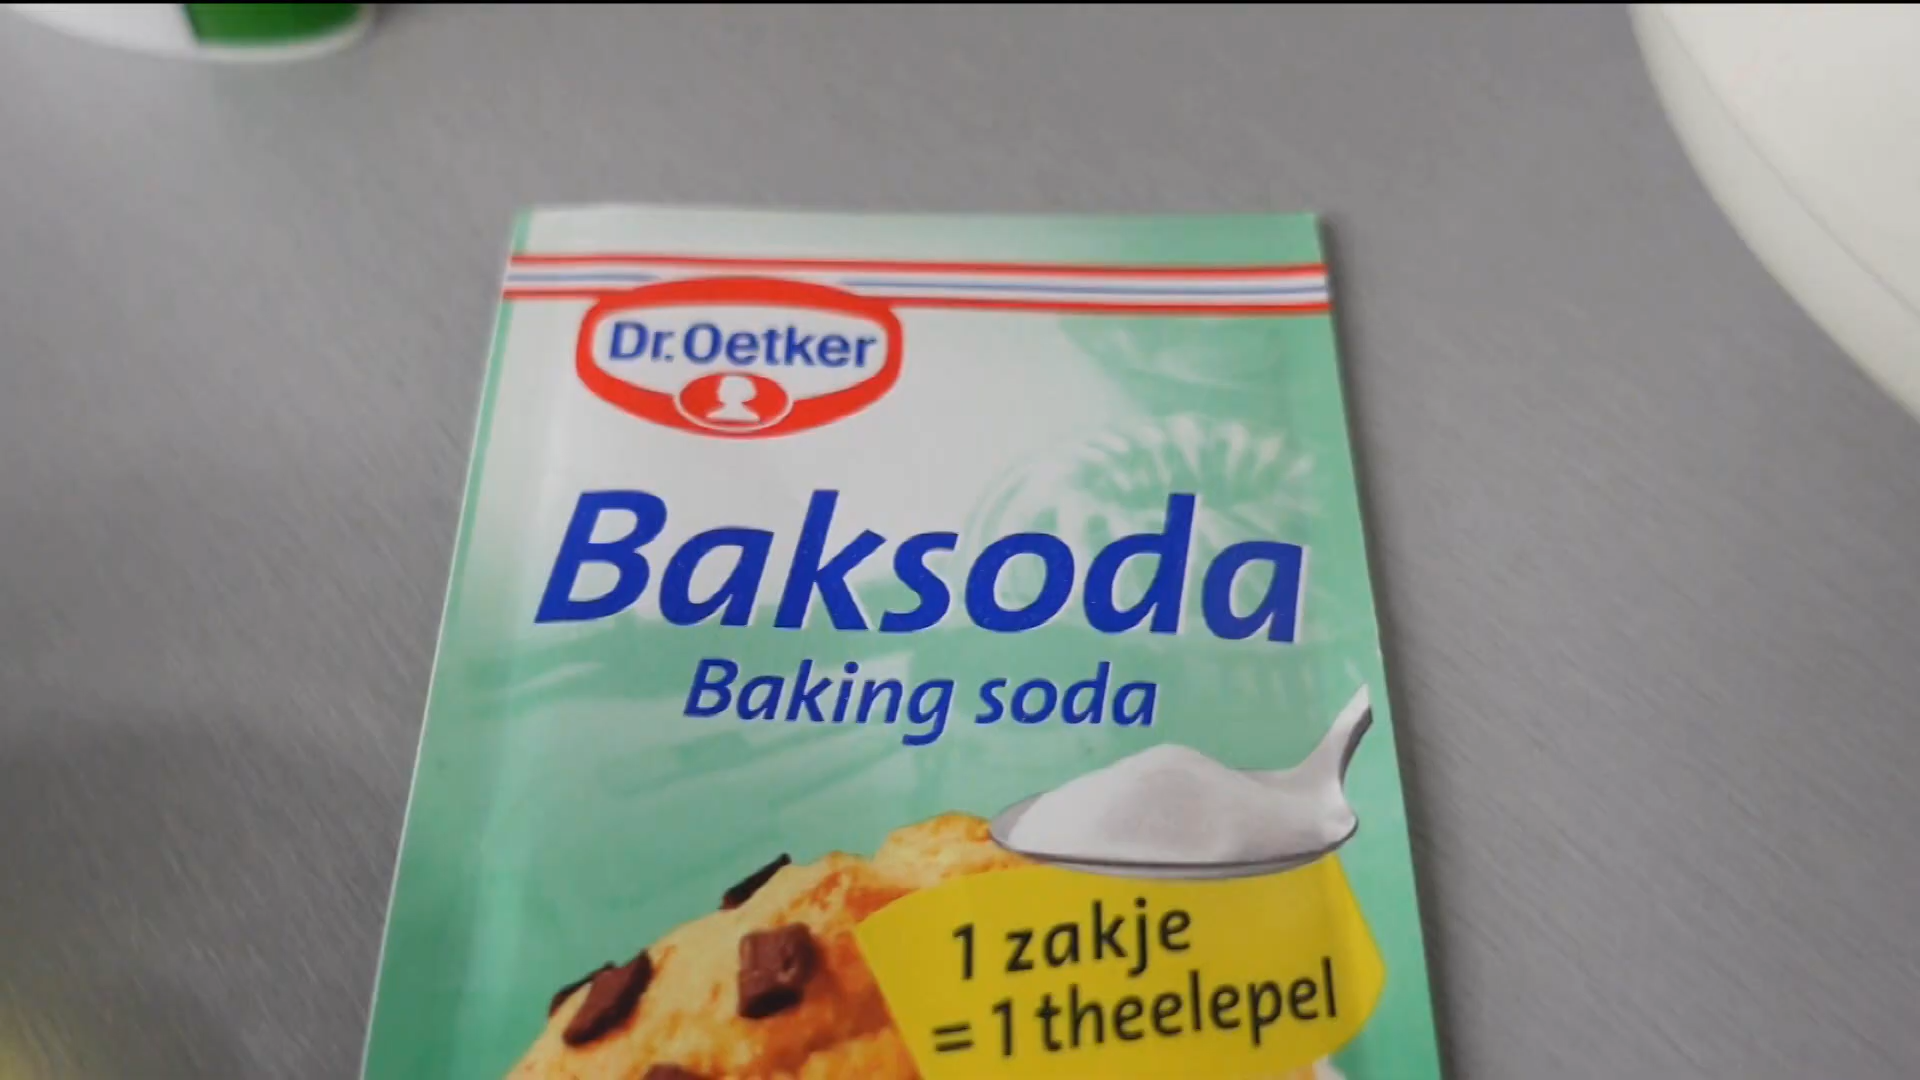 Dr.Oetker
Baksoda
Baking soda
1 zakje
= 1 theelepel